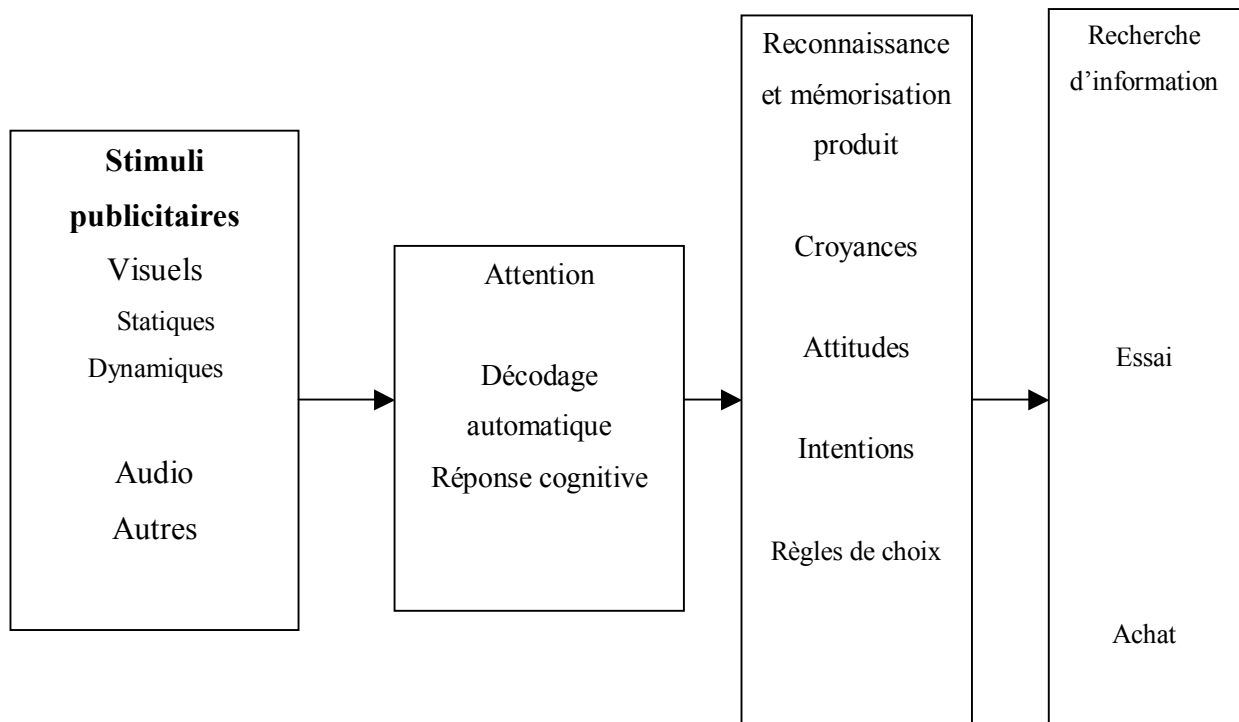 Stimuli
publicitaires
Visuels
Statiques
Dynamiques
Audio
Autres
Attention
Décodage
automatique
Réponse cognitive
Reconnaissance
et mémorisation
produit
Croyances
Attitudes
Intentions
Règles de choix
Recherche
d’information
Essai
Achat